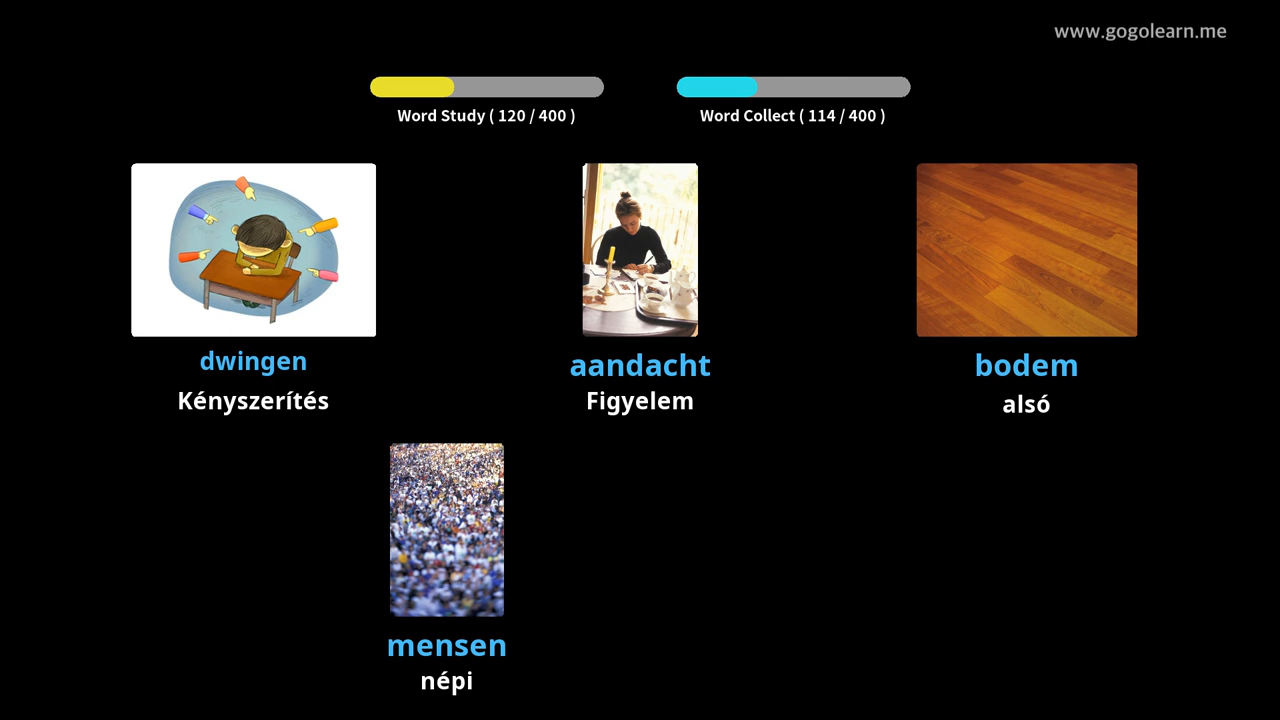 www.gogolearn.me
Word Study ( 120 / 400 )
Word Collect ( 114 / 400 )
dwingen
Kényszerítés
aandacht
Figyelem
bodem
alsó
mensen
népi